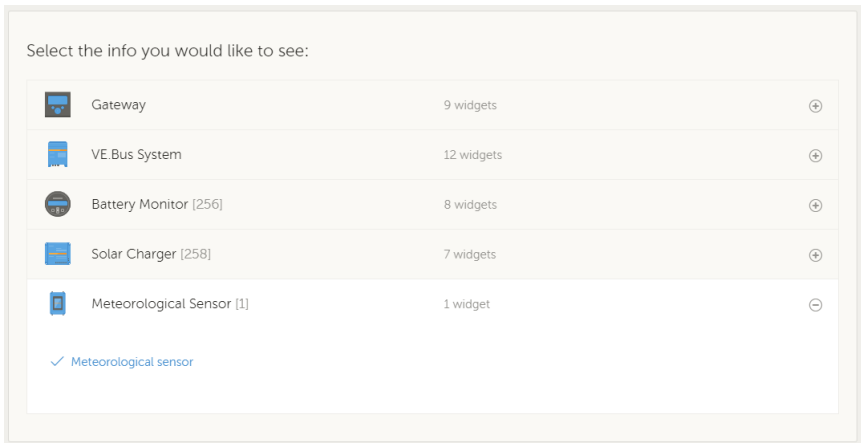 Select the info you would like to see:
Gateway 9 widgets
VE.Bus System 12 widgets
Battery Monitor [256] 8 widgets
Solar Charger [258] 7 widgets
Meteorological Sensor [1] 1 widget
Meteorological sensor